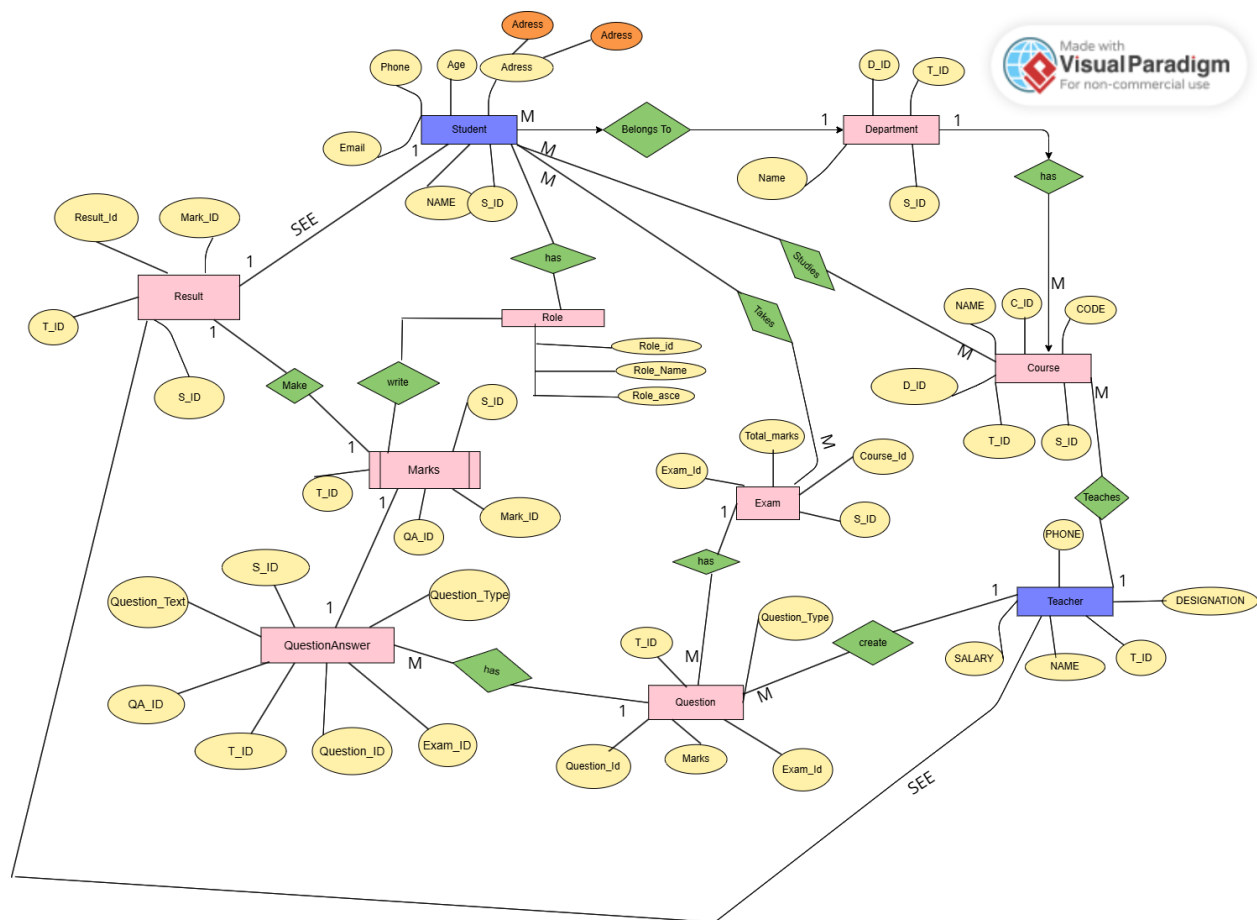 Adress
Adress
Made with
Visual Paradigm
For non-commercial use
Phone
Age
Adress
D_ID
T_ID
M
1
1
Student
Belongs To
Department
Email
1
M
M
has
Name
NAME
S_ID
S_ID
Result_Id
Mark_ID
SEE
1
has
Studies
M
Result
Role
Takes
NAME
C_ID
CODE
T_ID
1
Role_id
M
Course
Role_Name
D_ID
M
Make
write
Role_asce
S_ID
S_ID
T_ID
S_ID
1
Total_marks
M
Course_Id
Marks
Exam_Id
T_ID
1
Mark_ID
1
Exam
Teaches
QA_ID
S_ID
PHONE
has
S_ID
1
Question_Type
1
Teacher
DESIGNATION
Question_Text
1
Question_Type
T_ID
create
QuestionAnswer
M
has
M
SALARY
NAME
T_ID
QA_ID
1
Question
M
T_ID
Question_ID
Exam_ID
Question_Id
Marks
Exam_Id
SEE